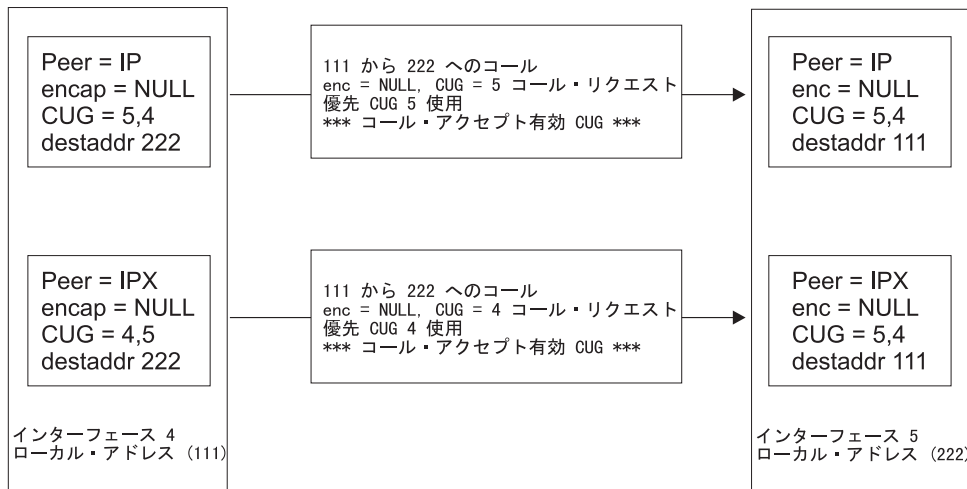 Peer = IP
encap = NULL
CUG = 5,4
destaddr 222
111 から 222 へのコール
enc = NULL, CUG = 5 コール・リクエスト
優先 CUG 5 使用
*** コール・アクセプト有効 CUG ***
Peer = IP
enc = NULL
CUG = 5,4
destaddr 111
Peer = IPX
encap = NULL
CUG = 4,5
destaddr 222
111 から 222 へのコール
enc = NULL, CUG = 4 コール・リクエスト
優先 CUG 4 使用
*** コール・アクセプト有効 CUG ***
Peer = IPX
enc = NULL
CUG = 5,4
destaddr 111
インターフェース 4
ローカル・アドレス (111)
インターフェース 5
ローカル・アドレス (222)